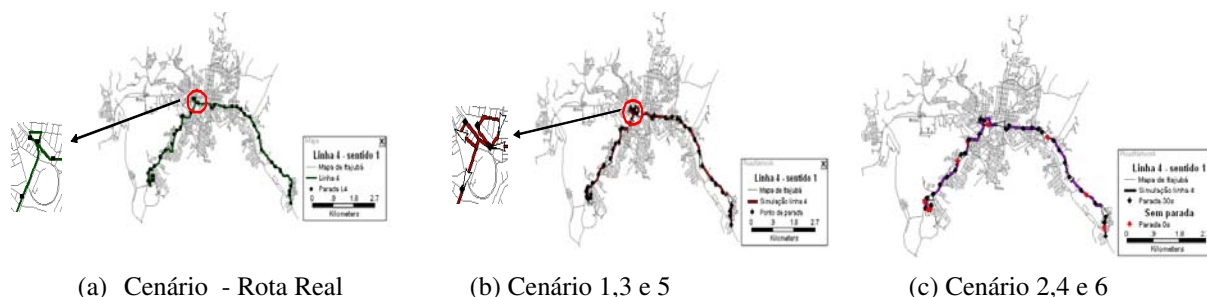 Mapa X
Linha 4 - sentido 1
Mapa de Itajubá
Linha 4
Parada L4
0 .9 1.8 2.7
Kilometers
RoadNetwork X
Linha 4 - sentido 1
Mapa de Itajubá
Simulação linha 4
Ponto de parada
0 .9 1.8 2.7
Kilometers
RoadNetwork X
Linha 4 - sentido 1
Mapa de Itajubá
Simulação linha 4
Parada 30s
Sem parada
Parada 0s
0 .9 1.8 2.7
Kilometers
(a) Cenário - Rota Real
(b) Cenário 1,3 e 5
(c) Cenário 2,4 e 6